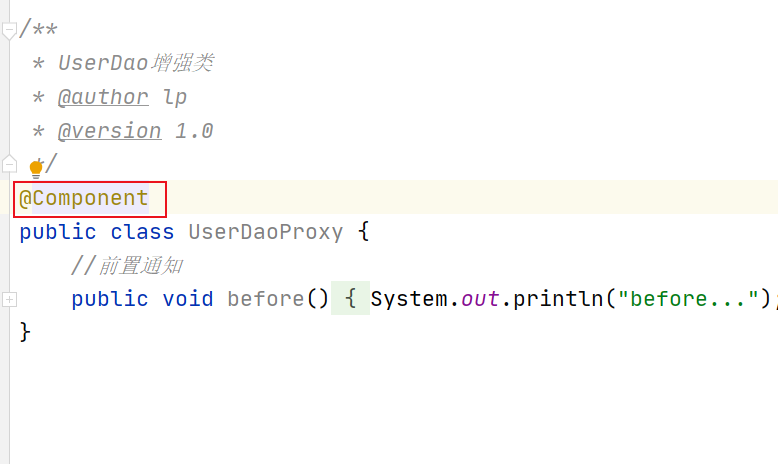 /**
* UserDao增强类
* @author lp
* @version 1.0
*/
@Component
public class UserDaoProxy {
//前置通知
public void before() { System.out.println("before...");
}